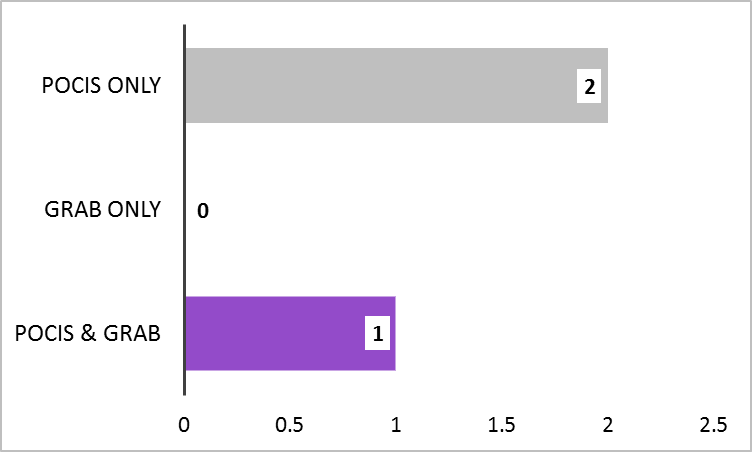 POCIS ONLY
2
GRAB ONLY
0
POCIS & GRAB
1
0 0.5 1 1.5 2 2.5